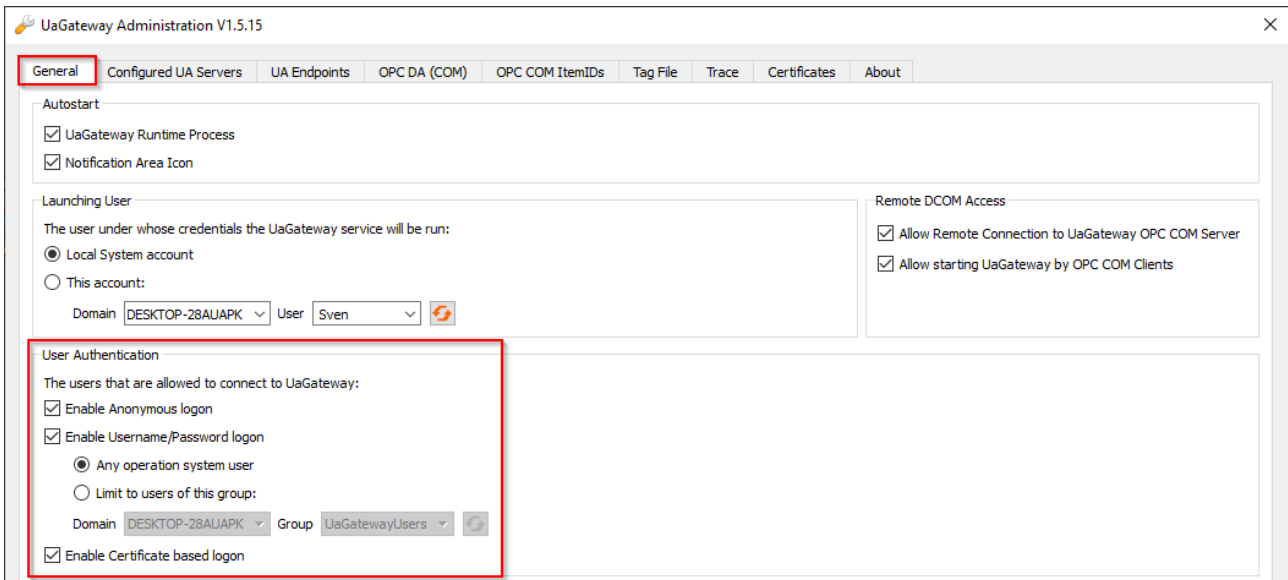 UaGateway Administration V1.5.15
General Configured UA Servers UA Endpoints OPC DA (COM) OPC COM ItemIDs Tag File Trace Certificates About
Autostart
UaGateway Runtime Process
Notification Area Icon
Launching User
The user under whose credentials the UaGateway service will be run:
Local System account
This account:
Domain DESKTOP-28AUAPK User Sven
Remote DCOM Access
Allow Remote Connection to UaGateway OPC COM Server
Allow starting UaGateway by OPC COM Clients
User Authentication
The users that are allowed to connect to UaGateway:
Enable Anonymous logon
Enable Username/Password logon
Any operation system user
Limit to users of this group:
Domain DESKTOP-28AUAPK Group UaGatewayUsers
Enable Certificate based logon